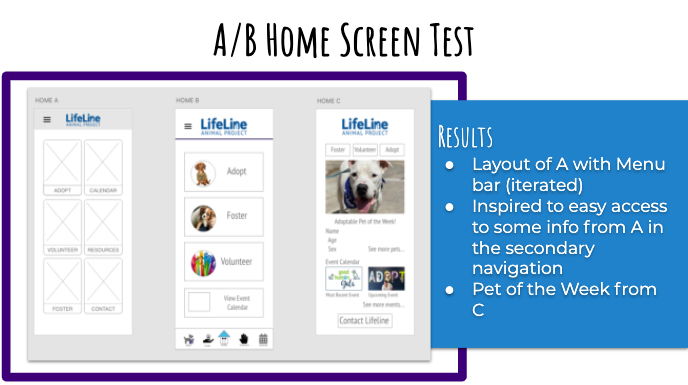 A/B Home Screen Test
HOME A
LifeLine
ANIMAL PROJECT
ADOPT
CALENDAR
VOLUNTEER
RESOURCES
FOSTER
CONTACT
HOME B
LifeLine
ANIMAL PROJECT
Adopt
Foster
Volunteer
View Event
Calendar
HOME C
LifeLine
ANIMAL PROJECT
Foster
Volunteer
Adopt
Adoptable Pet of the Week!
Name
Age
Sex
See more pets...
Event Calendar
ADOPT
Most Recent Event
Upcoming Event
See more events...
Contact Lifeline
Results
● Layout of A with Menu
bar (iterated)
● Inspired to easy access
to some info from A in
the secondary
navigation
● Pet of the Week from
C